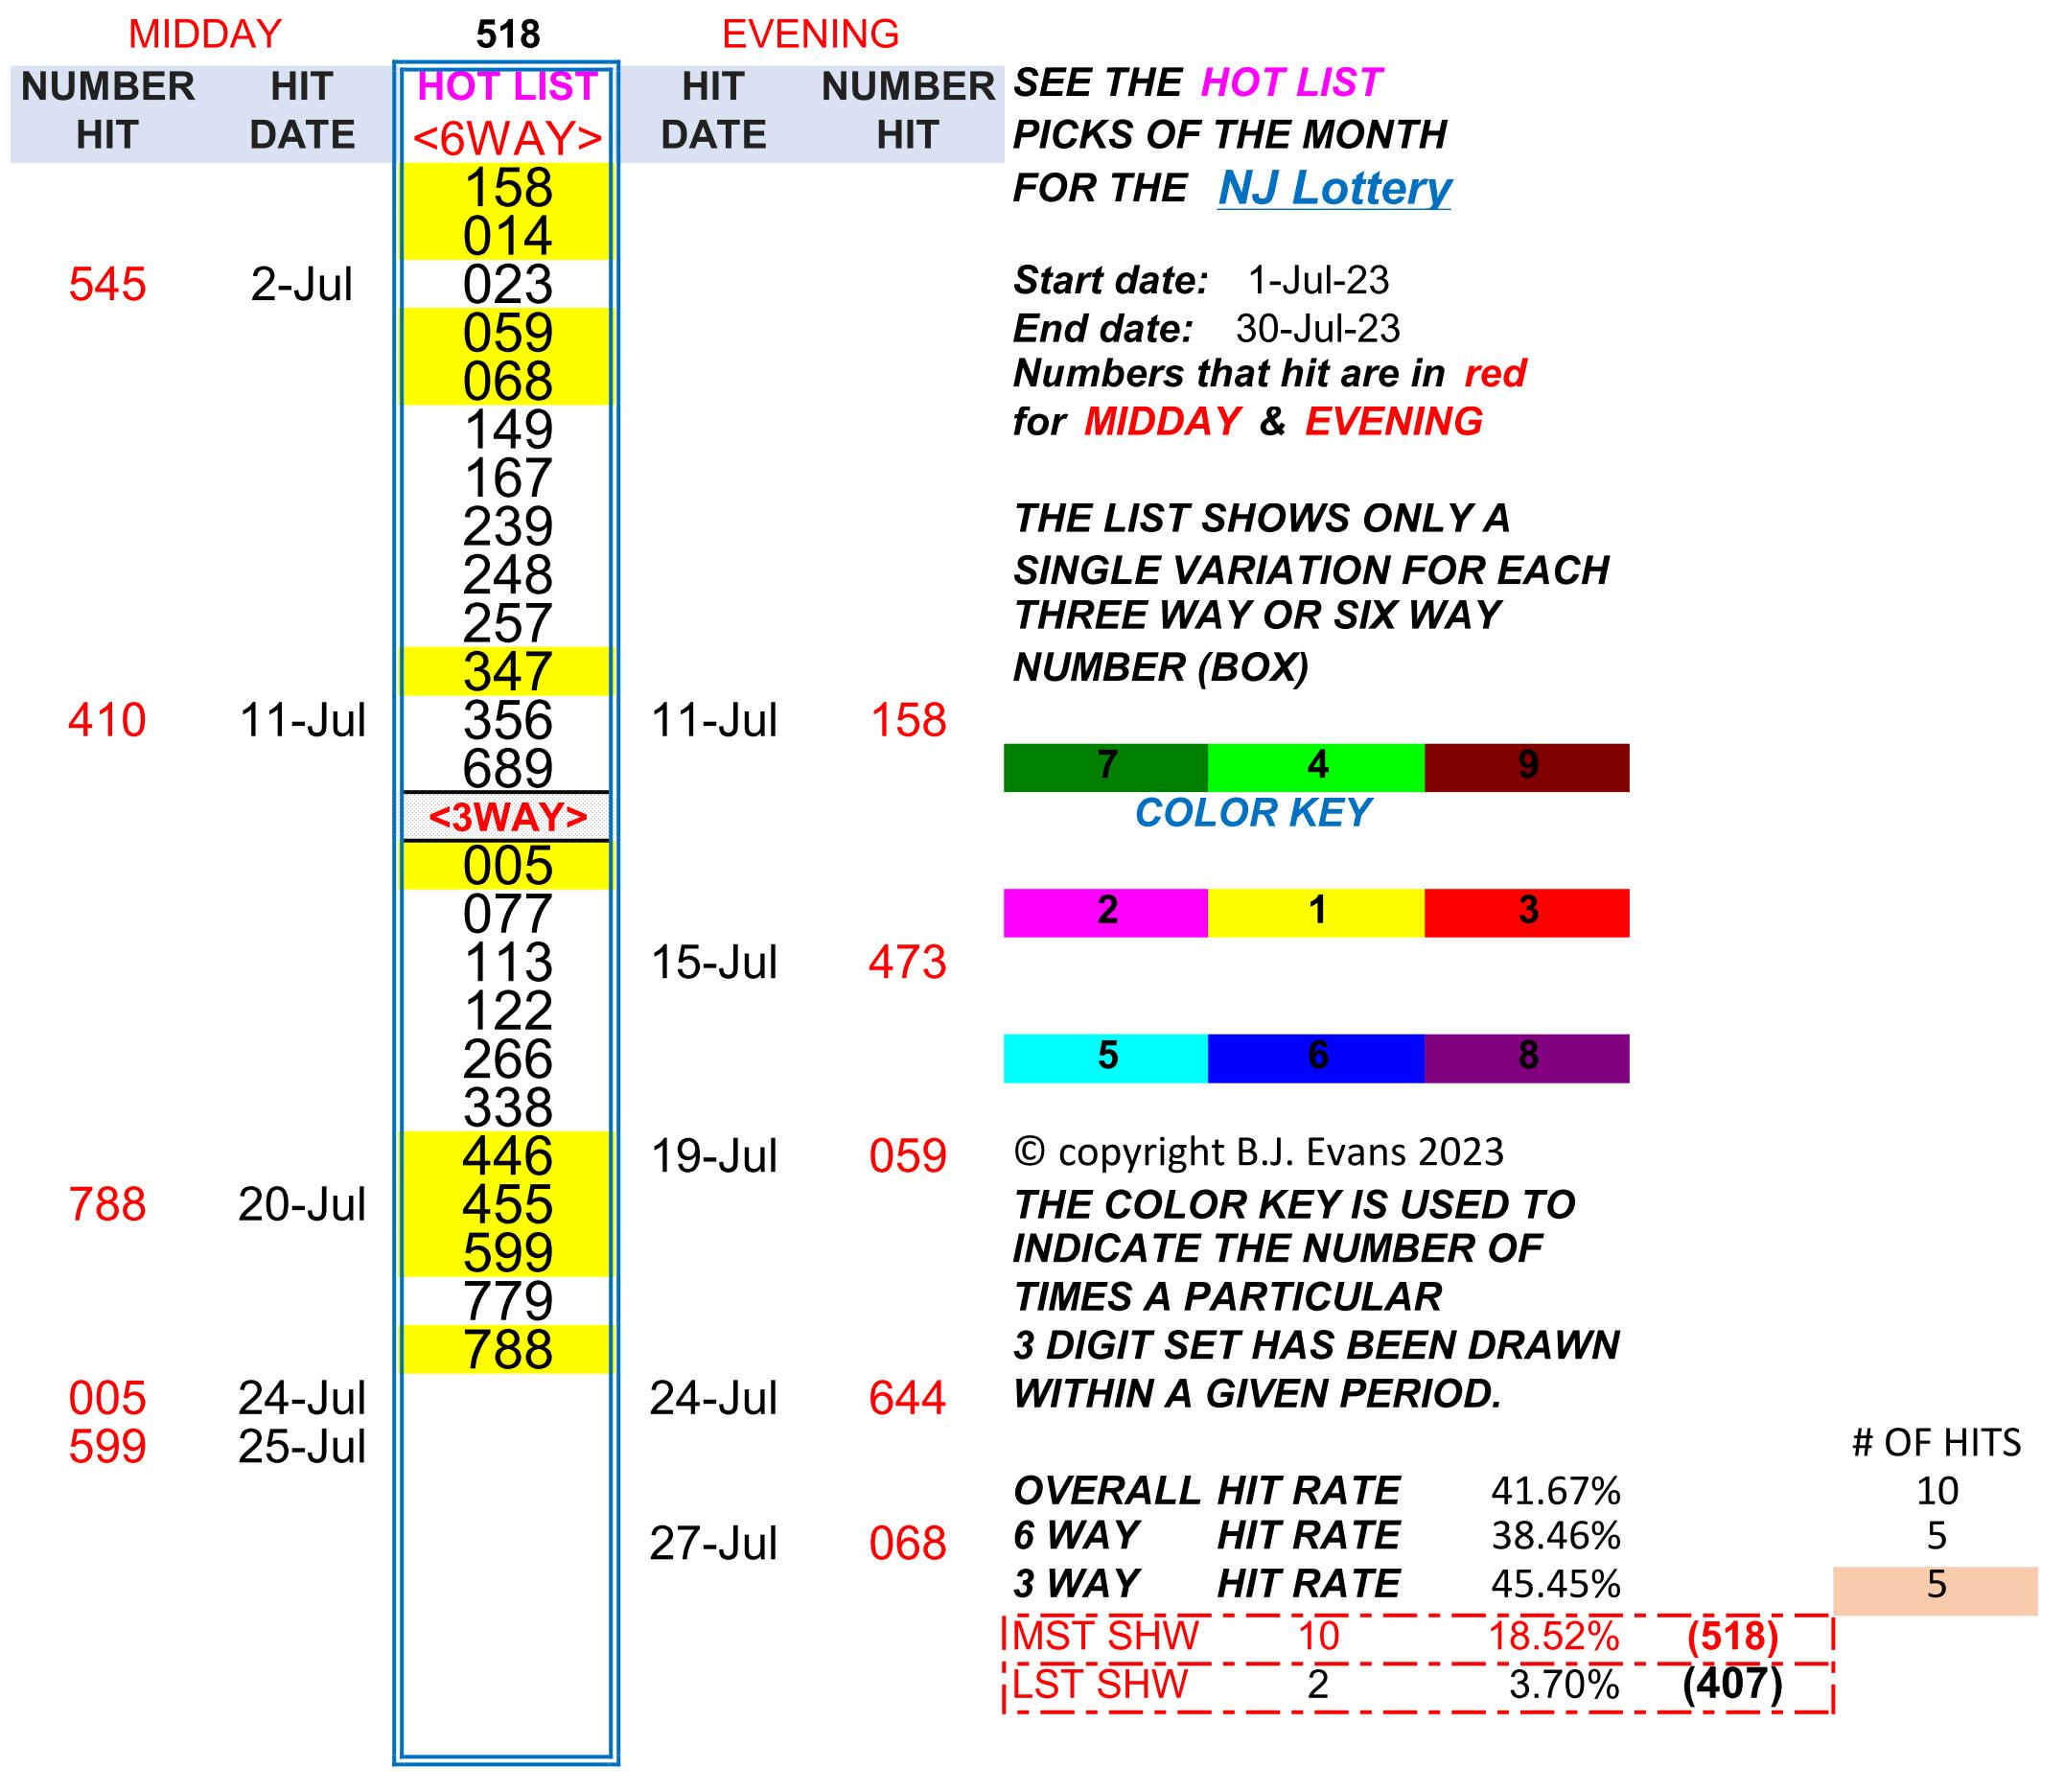 MIDDAY 518 EVENING
NUMBER HIT HOT LIST HIT NUMBER
HIT DATE <6WAY> DATE HIT
158
014
545 2-Jul 023
059
068
149
167
239
248
257
347
410 11-Jul 356 11-Jul 158
689
<3WAY>
005
077
113 15-Jul 473
122
266
338
446 19-Jul 059
788 20-Jul 455
599
779
788
005 24-Jul 24-Jul 644
599 25-Jul
27-Jul 068
SEE THE HOT LIST
PICKS OF THE MONTH
FOR THE NJ Lottery
Start date: 1-Jul-23
End date: 30-Jul-23
Numbers that hit are in red
for MIDDAY & EVENING
THE LIST SHOWS ONLY A
SINGLE VARIATION FOR EACH
THREE WAY OR SIX WAY
NUMBER (BOX)
7 4 9
COLOR KEY
2 1 3
5 6 8
© copyright B.J. Evans 2023
THE COLOR KEY IS USED TO
INDICATE THE NUMBER OF
TIMES A PARTICULAR
3 DIGIT SET HAS BEEN DRAWN
WITHIN A GIVEN PERIOD.
# OF HITS
OVERALL HIT RATE 41.67% 10
6 WAY HIT RATE 38.46% 5
3 WAY HIT RATE 45.45% 5
MST SHW 10 18.52% (518)
LST SHW 2 3.70% (407)